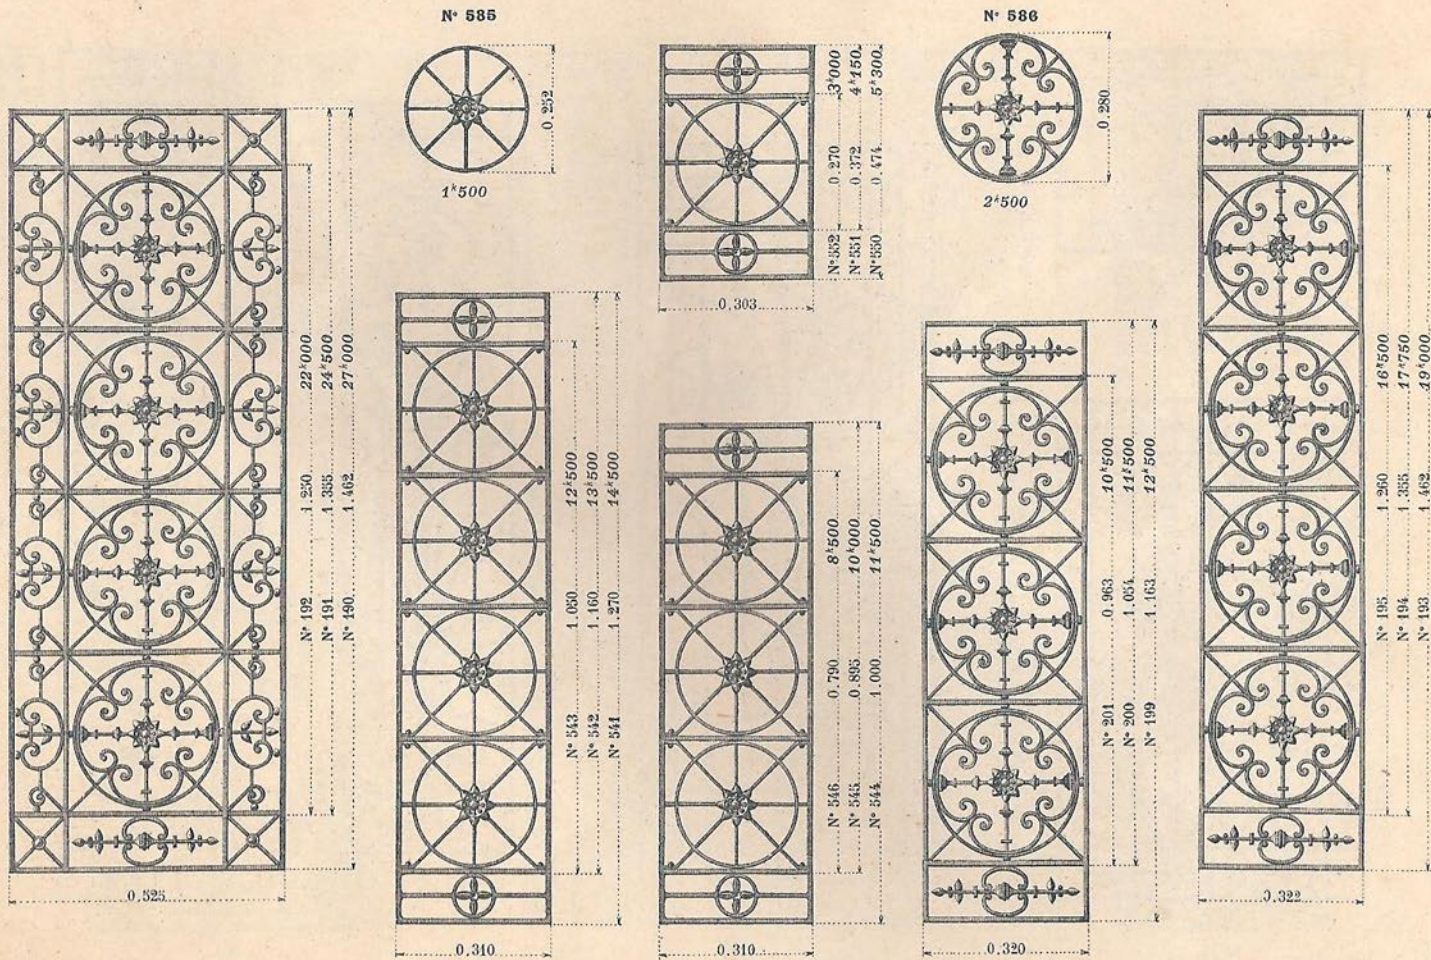 N° 585
0.252
1ᵏ500
N° 586
0.280
2ᵏ500
N° 552 0.270 3ᵏ000
N° 551 0.372 4ᵏ150
N° 550 0.474 5ᵏ300
0.303
N° 192 1.250 22ᵏ000
N° 191 1.355 24ᵏ500
N° 190 1.462 27ᵏ000
0.525
N° 543 1.050 12ᵏ500
N° 542 1.160 13ᵏ500
N° 541 1.270 14ᵏ500
0.310
N° 546 0.790 8ᵏ500
N° 545 0.895 10ᵏ000
N° 544 1.000 11ᵏ500
0.310
N° 201 0.963 10ᵏ500
N° 200 1.054 11ᵏ500
N° 199 1.163 12ᵏ500
0.320
N° 195 1.260 16ᵏ500
N° 194 1.355 17ᵏ750
N° 193 1.462 19ᵏ000
0.322